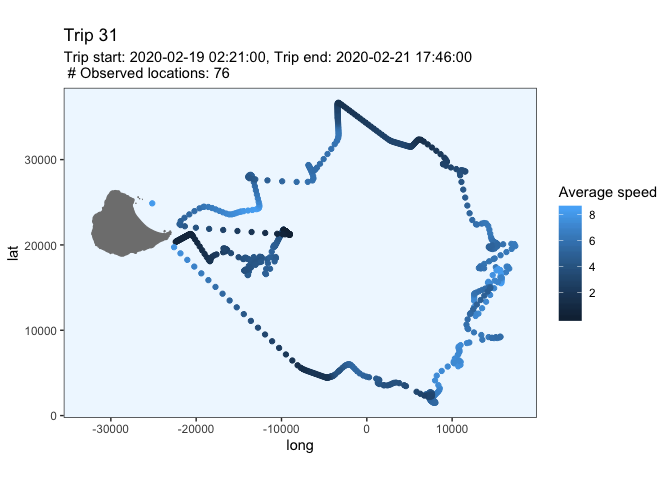 Trip 31
Trip start: 2020-02-19 02:21:00, Trip end: 2020-02-21 17:46:00
# Observed locations: 76
30000
20000
10000
0
lat
-30000
-20000
-10000
0
10000
long
Average speed
8
6
4
2